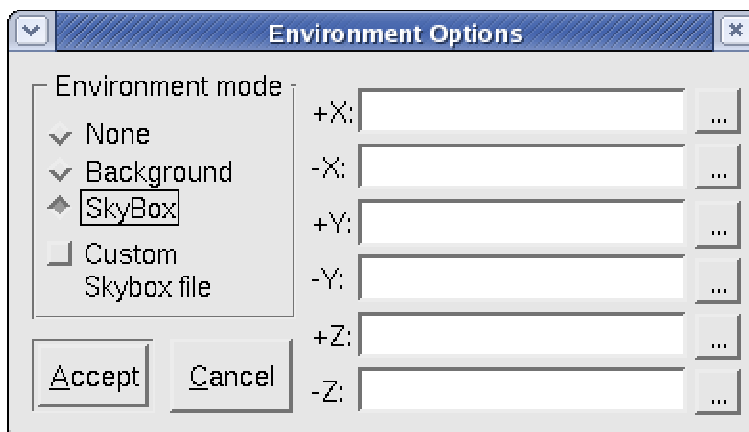 Environment Options
Environment mode
None
Background
SkyBox
Custom
Skybox file
Accept
Cancel
+X:
...
-X:
...
+Y:
...
-Y:
...
+Z:
...
-Z:
...